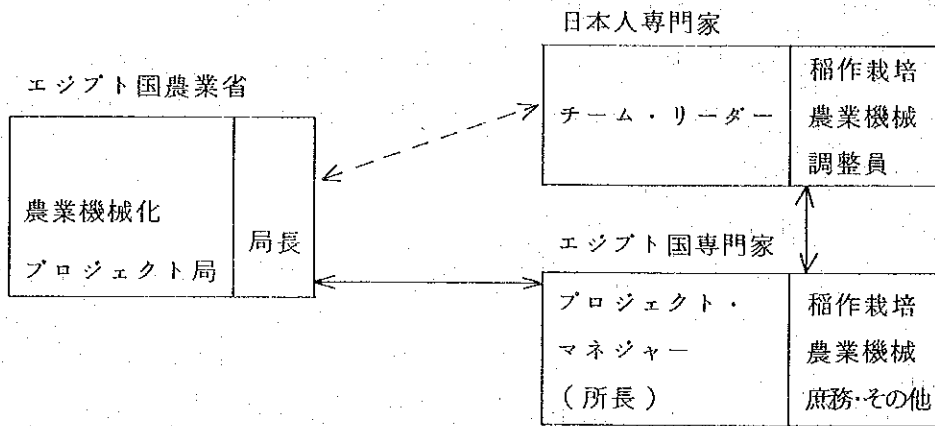 エジプト国農業省
農業機械化
プロジェクト局
局長
日本人専門家
チーム・リーダー
稲作栽培
農業機械
調整員
エジプト国専門家
プロジェクト・
マネジャー
(所長)
稲作栽培
農業機械
庶務・その他